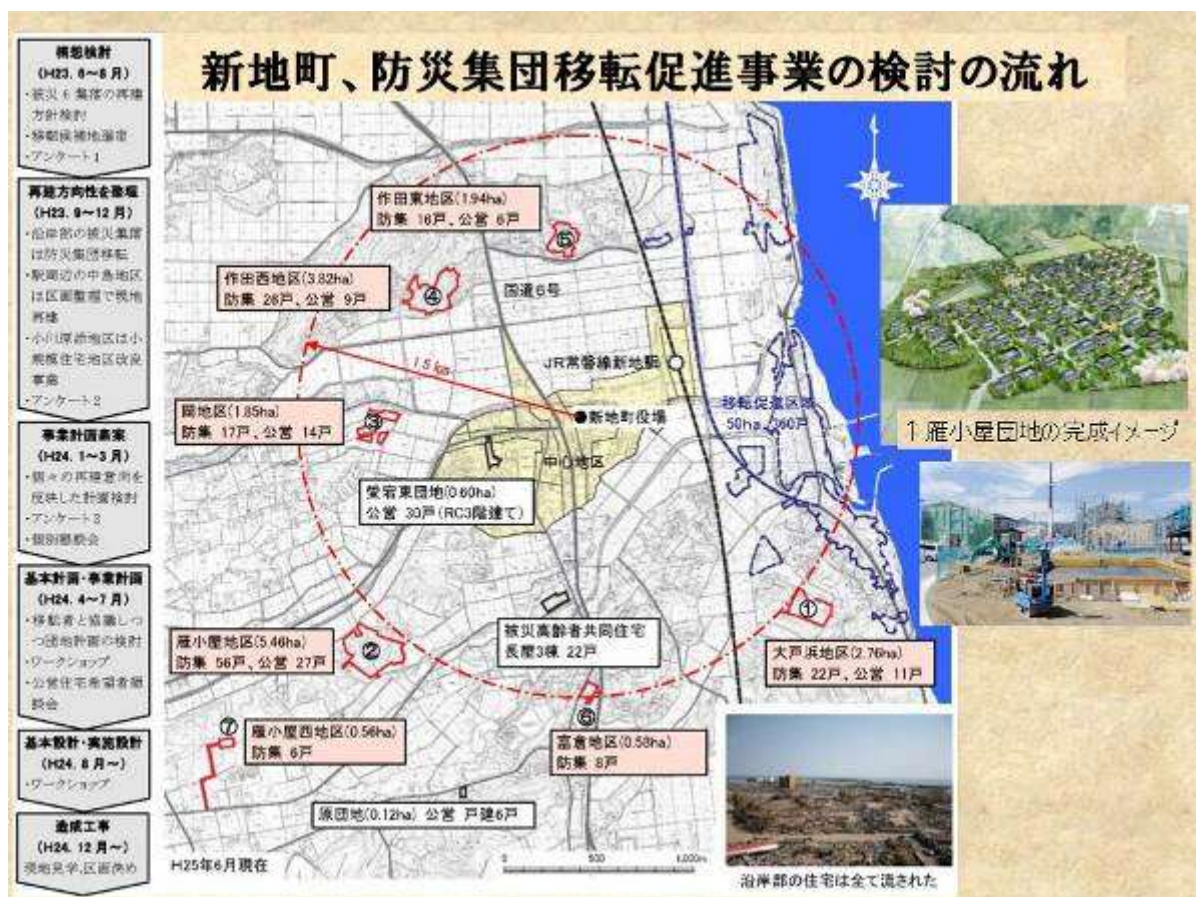 新地町、防災集団移転促進事業の検討の流れ
構想検討
(H23.6~8月)
・被災6集落の再建
方針検討
・移転候補地選定
・アンケート1
再建方向性を整理
(H23.9~12月)
・沿岸部の被災集落
は防災集団移転
・駅周辺の中島地区
は区画整理で現地
再建
・小川原添地区は小
規模住宅地区改良
事業
・アンケート2
事業計画素案
(H24.1~3月)
・個々の再建意向を
反映した計画検討
・アンケート3
・個別懇談会
基本計画・事業計画
(H24.4~7月)
・移転者と協議しつ
つ団地計画の検討
・ワークショップ
・公営住宅希望者懇
談会
基本設計・実施設計
(H24.8月~)
・ワークショップ
造成工事
(H24.12月~)
現地見学、区画決め
作田東地区(1.94ha)
防集 16戸、公営 6戸
⑤
作田西地区(3.82ha)
防集 26戸、公営 9戸
④
国道6号
1.5km
JR常磐線新地駅
●新地町役場
移転促進区域
50ha、360戸
岡地区(1.85ha)
防集 17戸、公営 14戸
③
中心地区
愛宕東団地(0.60ha)
公営 30戸(RC3階建て)
①
大戸浜地区(2.76ha)
防集 22戸、公営 11戸
被災高齢者共同住宅
長屋3棟 22戸
雁小屋地区(5.46ha)
防集 56戸、公営 27戸
②
⑦
雁小屋西地区(0.56ha)
防集 6戸
⑥
富倉地区(0.58ha)
防集 8戸
原団地(0.12ha) 公営 戸建6戸
H25年6月現在
0 500 1,000m
↑雁小屋団地の完成イメージ
沿岸部の住宅は全て流された